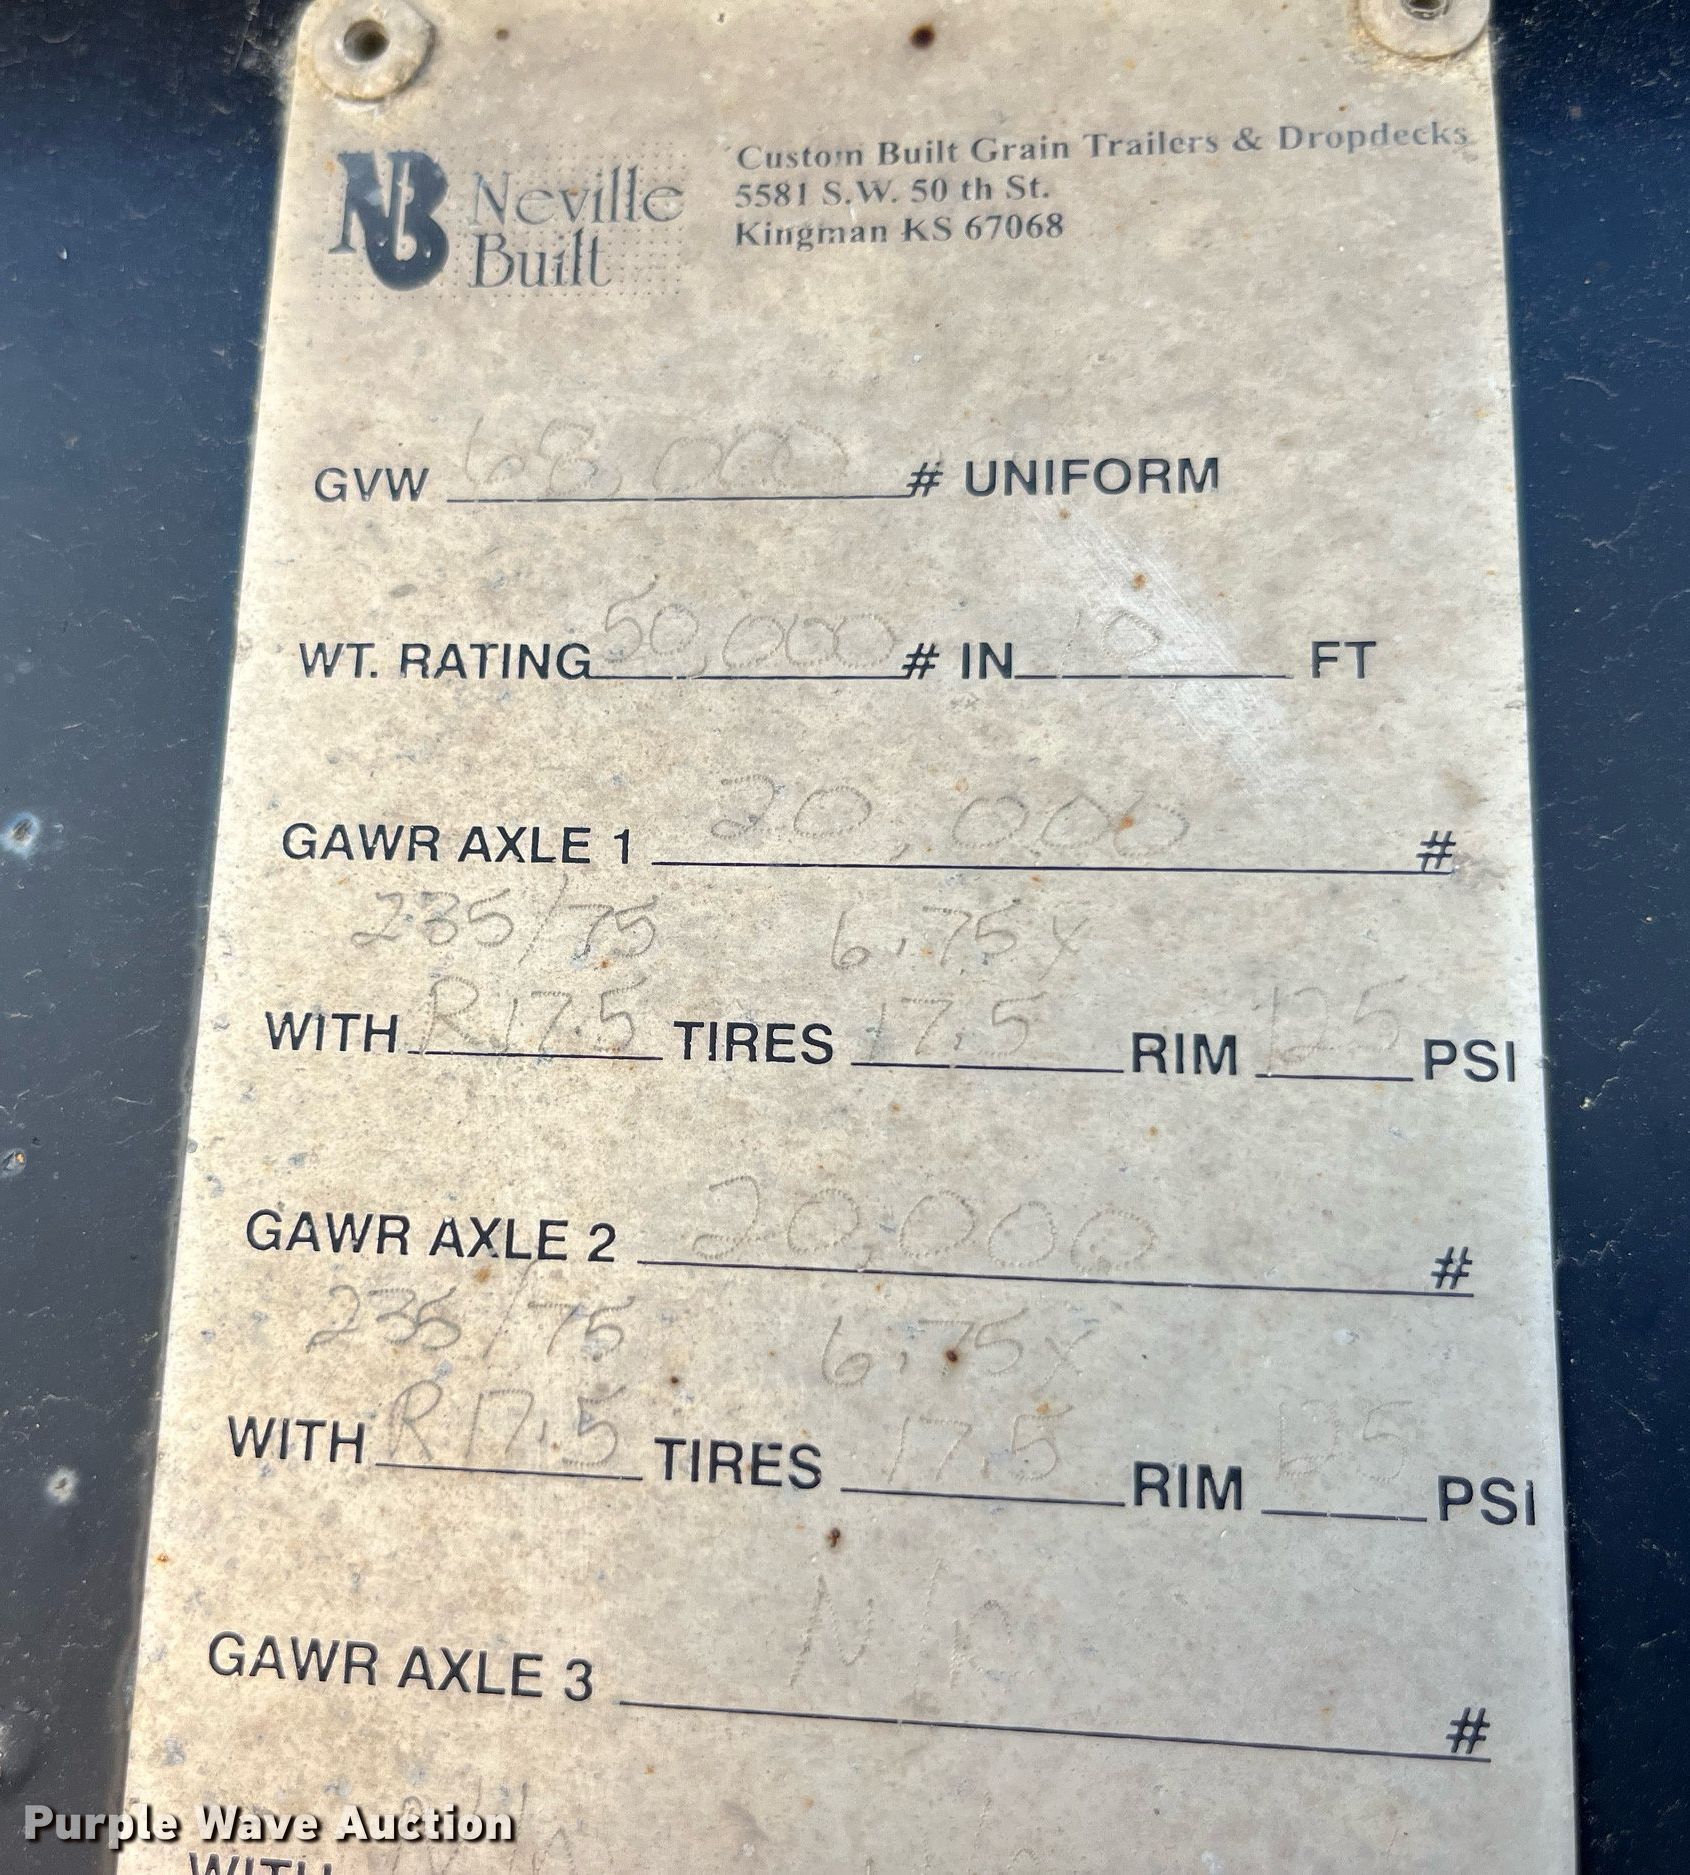 NB Neville Built
Custom Built Grain Trailers & Dropdecks
5581 S.W. 50 th St.
Kingman KS 67068
GVW 68,000 # UNIFORM
WT. RATING 50,000 # IN 10 FT
GAWR AXLE 1 20,000 #
235/75 6.75x
WITH R17.5 TIRES 17.5 RIM 125 PSI
GAWR AXLE 2 20,000 #
235/75 6.75x
WITH R17.5 TIRES 17.5 RIM 125 PSI
GAWR AXLE 3 #
WITH
Purple Wave Auction